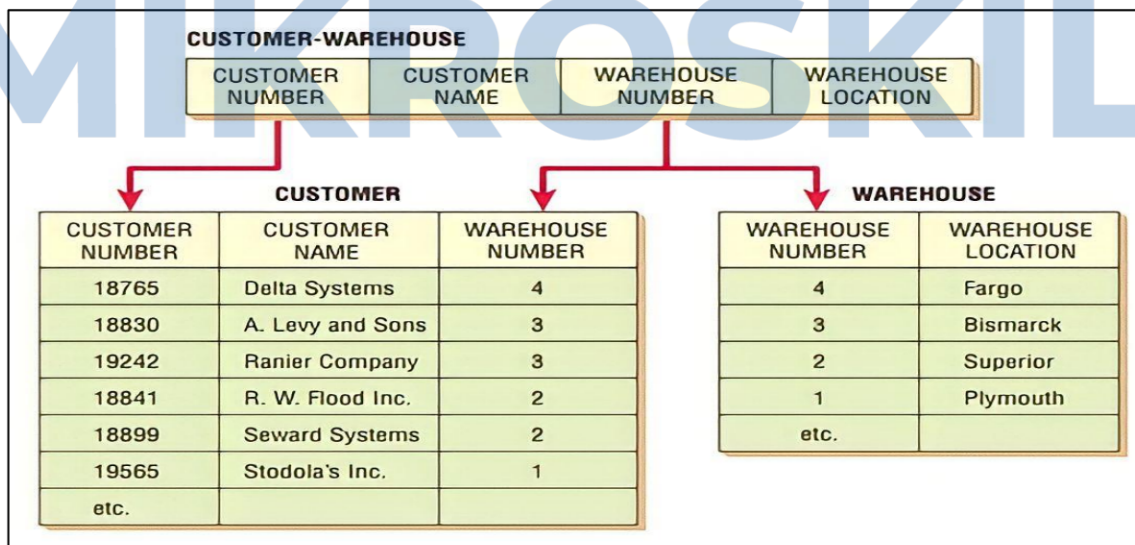 MIKROSKIL
CUSTOMER-WAREHOUSE
CUSTOMER NUMBER CUSTOMER NAME WAREHOUSE NUMBER WAREHOUSE LOCATION
CUSTOMER
CUSTOMER NUMBER CUSTOMER NAME WAREHOUSE NUMBER
18765 Delta Systems 4
18830 A. Levy and Sons 3
19242 Ranier Company 3
18841 R. W. Flood Inc. 2
18899 Seward Systems 2
19565 Stodola's Inc. 1
etc.
WAREHOUSE
WAREHOUSE NUMBER WAREHOUSE LOCATION
4 Fargo
3 Bismarck
2 Superior
1 Plymouth
etc.